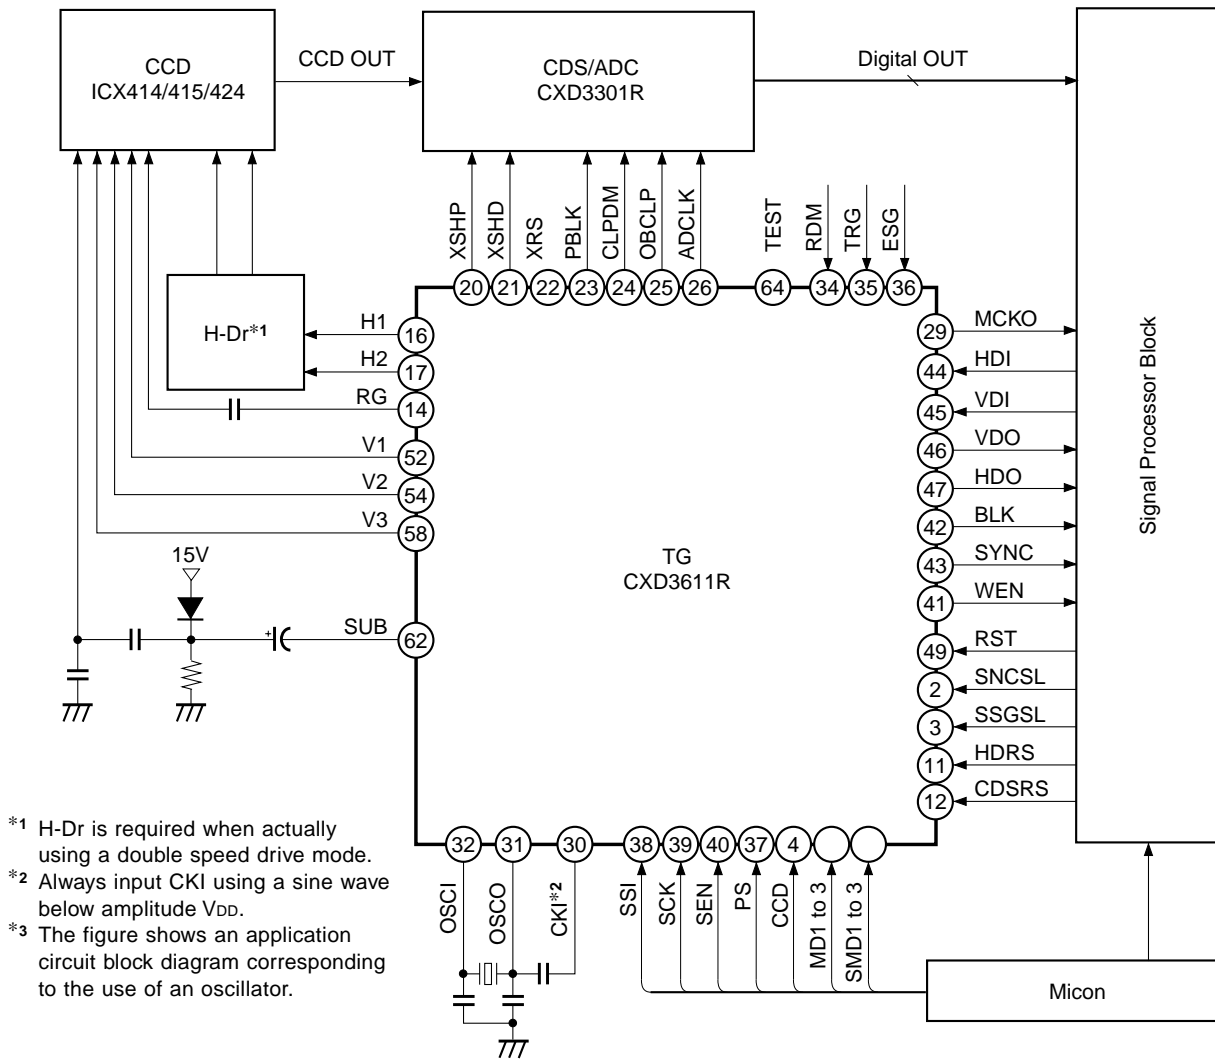 CCD
ICX414/415/424
CCD OUT
CDS/ADC
CXD3301R
Digital OUT
Signal Processor Block
XSHP
XSHD
XRS
PBLK
CLPDM
OBCLP
ADCLK
TEST
RDM
TRG
ESG
20
21
22
23
24
25
26
64
34
35
36
H-Dr*1
H1
16
H2
17
RG
14
V1
52
V2
54
V3
58
15V
SUB
62
TG
CXD3611R
29
MCKO
44
HDI
45
VDI
46
VDO
47
HDO
42
BLK
43
SYNC
41
WEN
49
RST
2
SNCSL
3
SSGSL
11
HDRS
12
CDSRS
32
31
30
38
39
40
37
4
OSCI
OSCO
CKI*2
SSI
SCK
SEN
PS
CCD
MD1 to 3
SMD1 to 3
Micon
*1 H-Dr is required when actually
using a double speed drive mode.
*2 Always input CKI using a sine wave
below amplitude VDD.
*3 The figure shows an application
circuit block diagram corresponding
to the use of an oscillator.